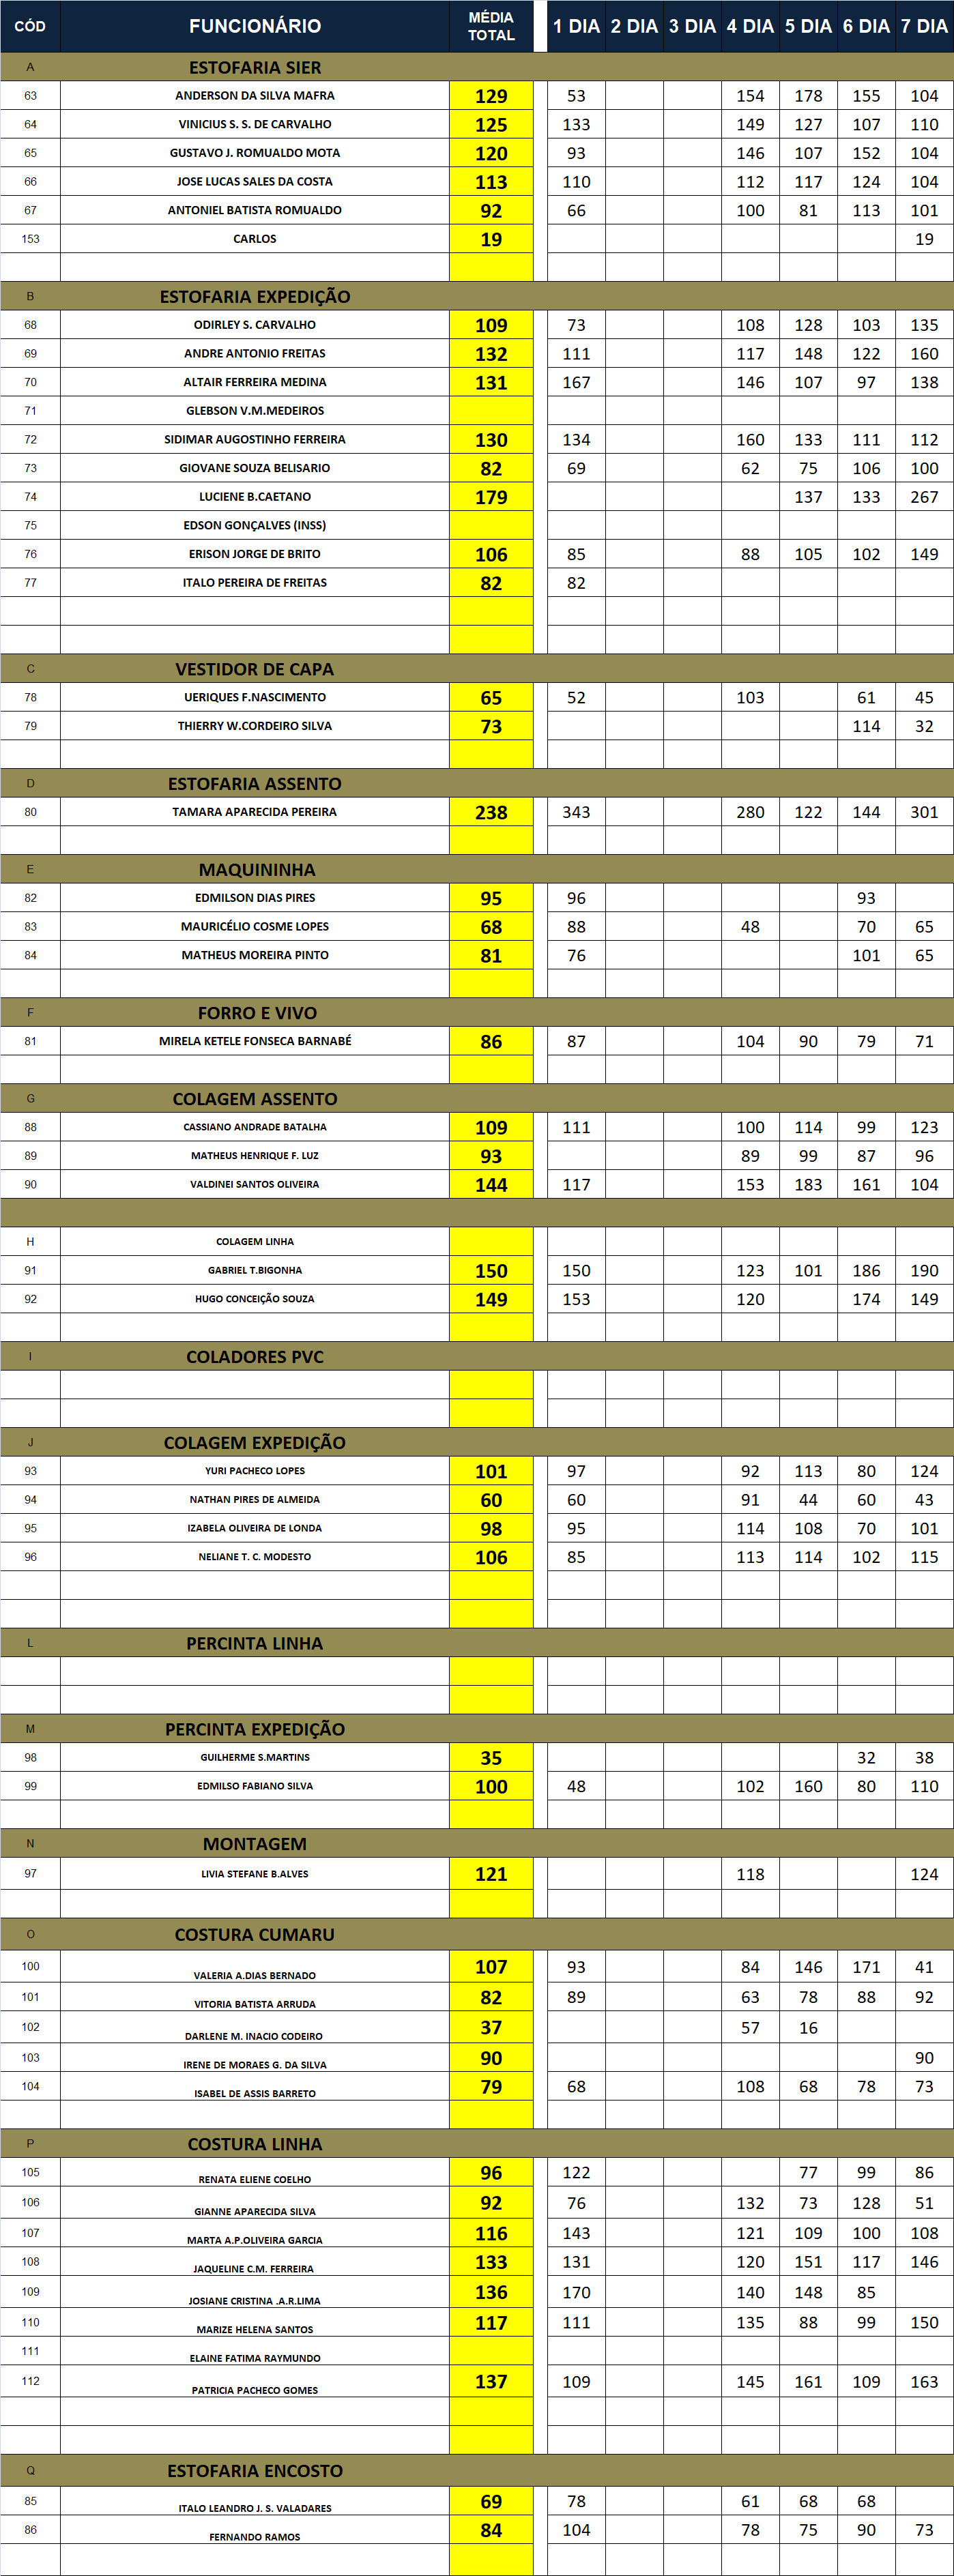 CÓD FUNCIONÁRIO MÉDIA TOTAL 1 DIA 2 DIA 3 DIA 4 DIA 5 DIA 6 DIA 7 DIA
A ESTOFARIA SIER
63 ANDERSON DA SILVA MAFRA 129 53 154 178 155 104
64 VINICIUS S. S. DE CARVALHO 125 133 149 127 107 110
65 GUSTAVO J. ROMUALDO MOTA 120 93 146 107 152 104
66 JOSE LUCAS SALES DA COSTA 113 110 112 117 124 104
67 ANTONIEL BATISTA ROMUALDO 92 66 100 81 113 101
153 CARLOS 19 19
B ESTOFARIA EXPEDIÇÃO
68 ODIRLEY S. CARVALHO 109 73 108 128 103 135
69 ANDRE ANTONIO FREITAS 132 111 117 148 122 160
70 ALTAIR FERREIRA MEDINA 131 167 146 107 97 138
71 GLEBSON V.M.MEDEIROS
72 SIDIMAR AUGOSTINHO FERREIRA 130 134 160 133 111 112
73 GIOVANE SOUZA BELISARIO 82 69 62 75 106 100
74 LUCIENE B.CAETANO 179 137 133 267
75 EDSON GONÇALVES (INSS)
76 ERISON JORGE DE BRITO 106 85 88 105 102 149
77 ITALO PEREIRA DE FREITAS 82 82
C VESTIDOR DE CAPA
78 UERIQUES F.NASCIMENTO 65 52 103 61 45
79 THIERRY W.CORDEIRO SILVA 73 114 32
D ESTOFARIA ASSENTO
80 TAMARA APARECIDA PEREIRA 238 343 280 122 144 301
E MAQUININHA
82 EDMILSON DIAS PIRES 95 96 93
83 MAURICÉLIO COSME LOPES 68 88 48 70 65
84 MATHEUS MOREIRA PINTO 81 76 101 65
F FORRO E VIVO
81 MIRELA KETELE FONSECA BARNABÉ 86 87 104 90 79 71
G COLAGEM ASSENTO
88 CASSIANO ANDRADE BATALHA 109 111 100 114 99 123
89 MATHEUS HENRIQUE F. LUZ 93 89 99 87 96
90 VALDINEI SANTOS OLIVEIRA 144 117 153 183 161 104
H COLAGEM LINHA
91 GABRIEL T.BIGONHA 150 150 123 101 186 190
92 HUGO CONCEIÇÃO SOUZA 149 153 120 174 149
I COLADORES PVC
J COLAGEM EXPEDIÇÃO
93 YURI PACHECO LOPES 101 97 92 113 80 124
94 NATHAN PIRES DE ALMEIDA 60 60 91 44 60 43
95 IZABELA OLIVEIRA DE LONDA 98 95 114 108 70 101
96 NELIANE T. C. MODESTO 106 85 113 114 102 115
L PERCINTA LINHA
M PERCINTA EXPEDIÇÃO
98 GUILHERME S.MARTINS 35 32 38
99 EDMILSO FABIANO SILVA 100 48 102 160 80 110
N MONTAGEM
97 LIVIA STEFANE B.ALVES 121 118 124
O COSTURA CUMARU
100 VALERIA A.DIAS BERNADO 107 93 84 146 171 41
101 VITORIA BATISTA ARRUDA 82 89 63 78 88 92
102 DARLENE M. INACIO CODEIRO 37 57 16
103 IRENE DE MORAES G. DA SILVA 90 90
104 ISABEL DE ASSIS BARRETO 79 68 108 68 78 73
P COSTURA LINHA
105 RENATA ELIENE COELHO 96 122 77 99 86
106 GIANNE APARECIDA SILVA 92 76 132 73 128 51
107 MARTA A.P.OLIVEIRA GARCIA 116 143 121 109 100 108
108 JAQUELINE C.M. FERREIRA 133 131 120 151 117 146
109 JOSIANE CRISTINA .A.R.LIMA 136 170 140 148 85
110 MARIZE HELENA SANTOS 117 111 135 88 99 150
111 ELAINE FATIMA RAYMUNDO
112 PATRICIA PACHECO GOMES 137 109 145 161 109 163
Q ESTOFARIA ENCOSTO
85 ITALO LEANDRO J. S. VALADARES 69 78 61 68 68
86 FERNANDO RAMOS 84 104 78 75 90 73